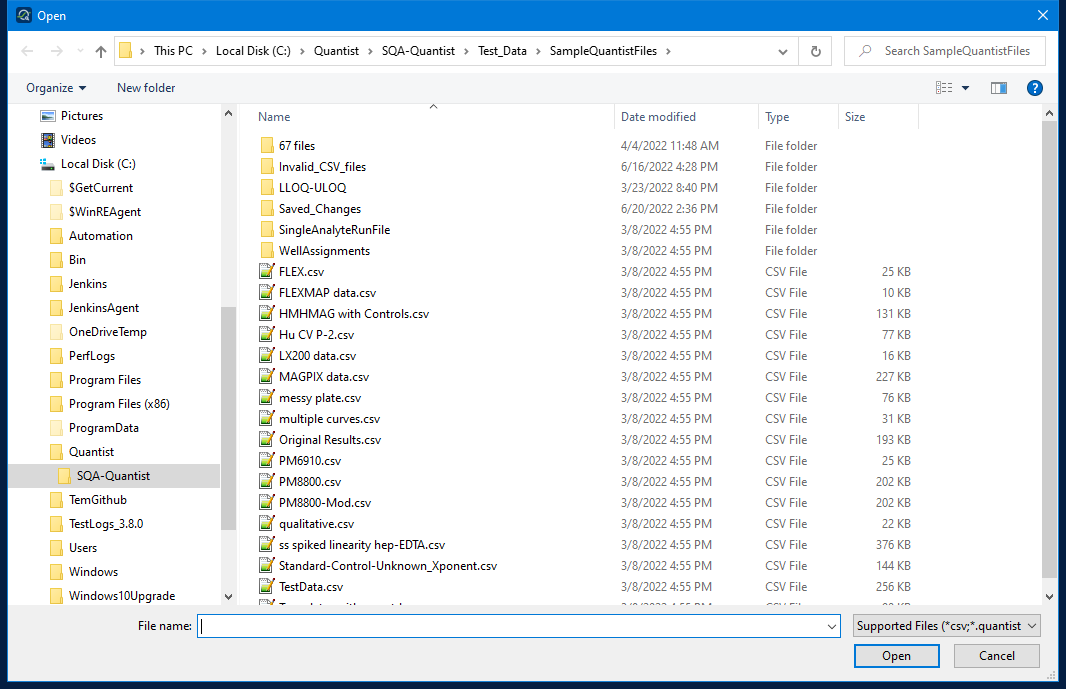 Open
This PC > Local Disk (C:) > Quantist > SQA-Quantist > Test_Data > SampleQuantistFiles >
Search SampleQuantistFiles
Organize
New folder
Pictures
Videos
Local Disk (C:)
$GetCurrent
$WinREAgent
Automation
Bin
Jenkins
JenkinsAgent
OneDriveTemp
PerfLogs
Program Files
Program Files (x86)
ProgramData
Quantist
SQA-Quantist
TemGithub
TestLogs_3.8.0
Users
Windows
Windows10Upgrade
Name Date modified Type Size
67 files 4/4/2022 11:48 AM File folder
Invalid_CSV_files 6/16/2022 4:28 PM File folder
LLOQ-ULOQ 3/23/2022 8:40 PM File folder
Saved_Changes 6/20/2022 2:36 PM File folder
SingleAnalyteRunFile 3/8/2022 4:55 PM File folder
WellAssignments 3/8/2022 4:55 PM File folder
FLEX.csv 3/8/2022 4:55 PM CSV File 25 KB
FLEXMAP data.csv 3/8/2022 4:55 PM CSV File 10 KB
HMHMAG with Controls.csv 3/8/2022 4:55 PM CSV File 131 KB
Hu CV P-2.csv 3/8/2022 4:55 PM CSV File 77 KB
LX200 data.csv 3/8/2022 4:55 PM CSV File 16 KB
MAGPIX data.csv 3/8/2022 4:55 PM CSV File 227 KB
messy plate.csv 3/8/2022 4:55 PM CSV File 76 KB
multiple curves.csv 3/8/2022 4:55 PM CSV File 31 KB
Original Results.csv 3/8/2022 4:55 PM CSV File 193 KB
PM6910.csv 3/8/2022 4:55 PM CSV File 25 KB
PM8800.csv 3/8/2022 4:55 PM CSV File 202 KB
PM8800-Mod.csv 3/8/2022 4:55 PM CSV File 202 KB
qualitative.csv 3/8/2022 4:55 PM CSV File 22 KB
ss spiked linearity hep-EDTA.csv 3/8/2022 4:55 PM CSV File 376 KB
Standard-Control-Unknown_Xponent.csv 3/8/2022 4:55 PM CSV File 144 KB
TestData.csv 3/8/2022 4:55 PM CSV File 256 KB
File name:
Supported Files (*csv;*.quantist
Open
Cancel